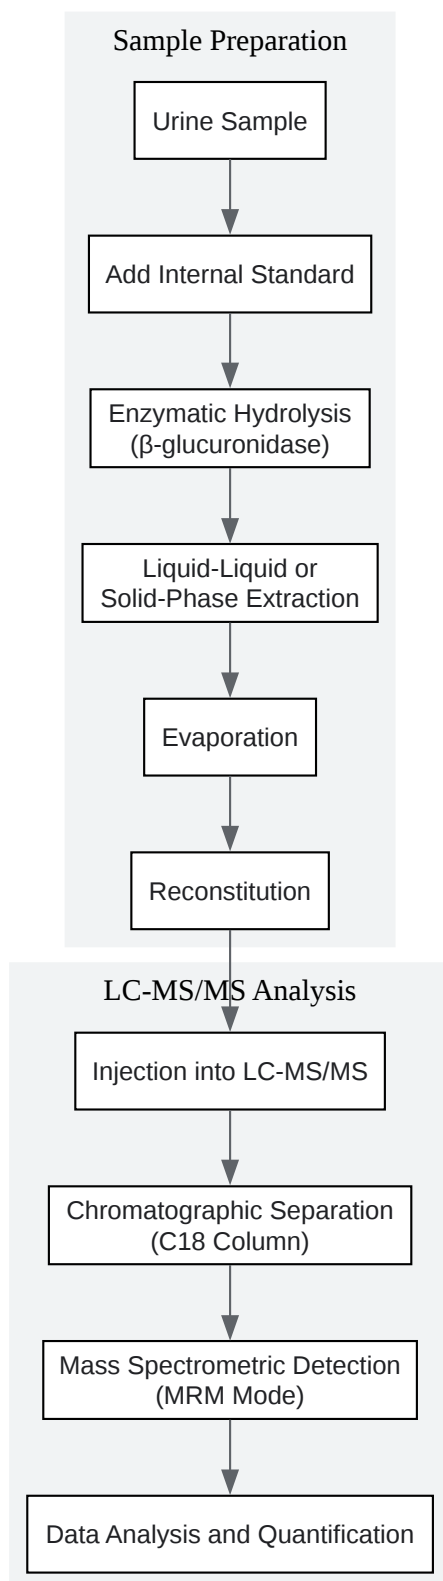 Sample Preparation
Urine Sample
Add Internal Standard
Enzymatic Hydrolysis
(β-glucuronidase)
Liquid-Liquid or
Solid-Phase Extraction
Evaporation
Reconstitution
LC-MS/MS Analysis
Injection into LC-MS/MS
Chromatographic Separation
(C18 Column)
Mass Spectrometric Detection
(MRM Mode)
Data Analysis and Quantification